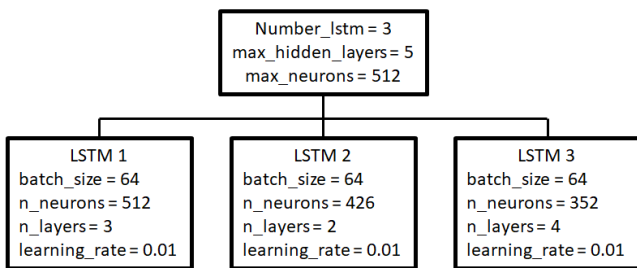 Number_lstm = 3
max_hidden_layers = 5
max_neurons = 512
LSTM 1
batch_size = 64
n_neurons = 512
n_layers = 3
learning_rate = 0.01
LSTM 2
batch_size = 64
n_neurons = 426
n_layers = 2
learning_rate = 0.01
LSTM 3
batch_size = 64
n_neurons = 352
n_layers = 4
learning_rate = 0.01